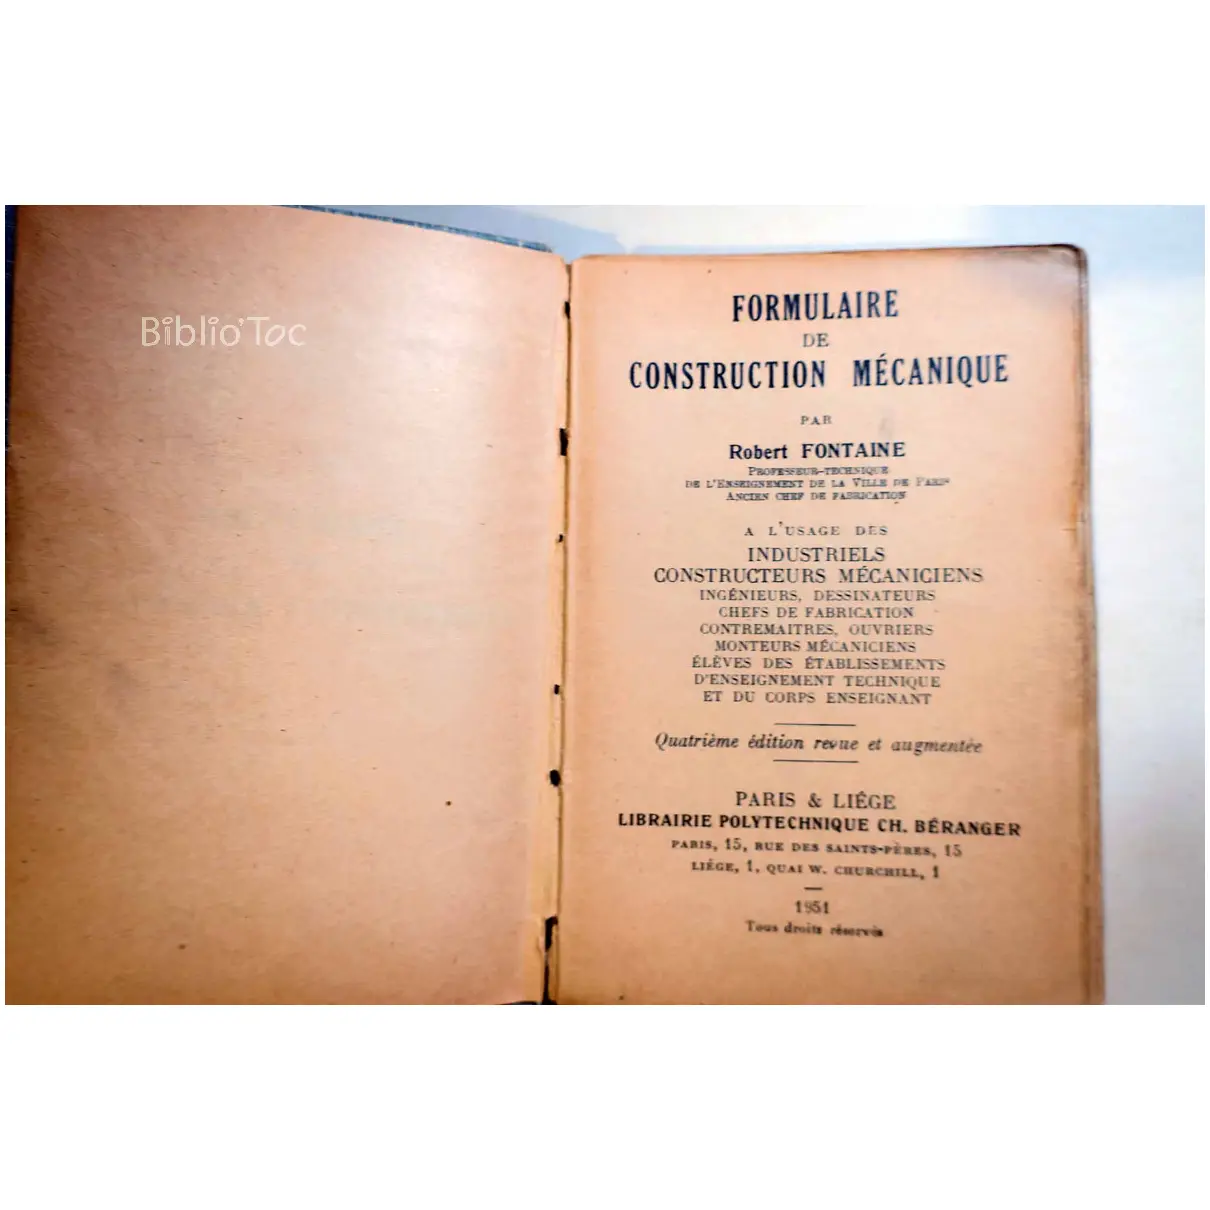 Biblio'Toc
FORMULAIRE
DE
CONSTRUCTION MÉCANIQUE
PAR
Robert FONTAINE
PROFESSEUR-TECHNIQUE
DE L'ENSEIGNEMENT DE LA VILLE DE PARIS
ANCIEN CHEF DE FABRICATION
A L'USAGE DES
INDUSTRIELS
CONSTRUCTEURS MÉCANICIENS
INGÉNIEURS, DESSINATEURS
CHEFS DE FABRICATION
CONTREMAITRES, OUVRIERS
MONTEURS MÉCANICIENS
ÉLÈVES DES ÉTABLISSEMENTS
D'ENSEIGNEMENT TECHNIQUE
ET DU CORPS ENSEIGNANT
Quatrième édition revue et augmentée
PARIS & LIÉGE
LIBRAIRIE POLYTECHNIQUE CH. BÉRANGER
PARIS, 15, RUE DES SAINTS-PÈRES, 15
LIÉGE, 1, QUAI W. CHURCHILL, 1
1951
Tous droits réservés